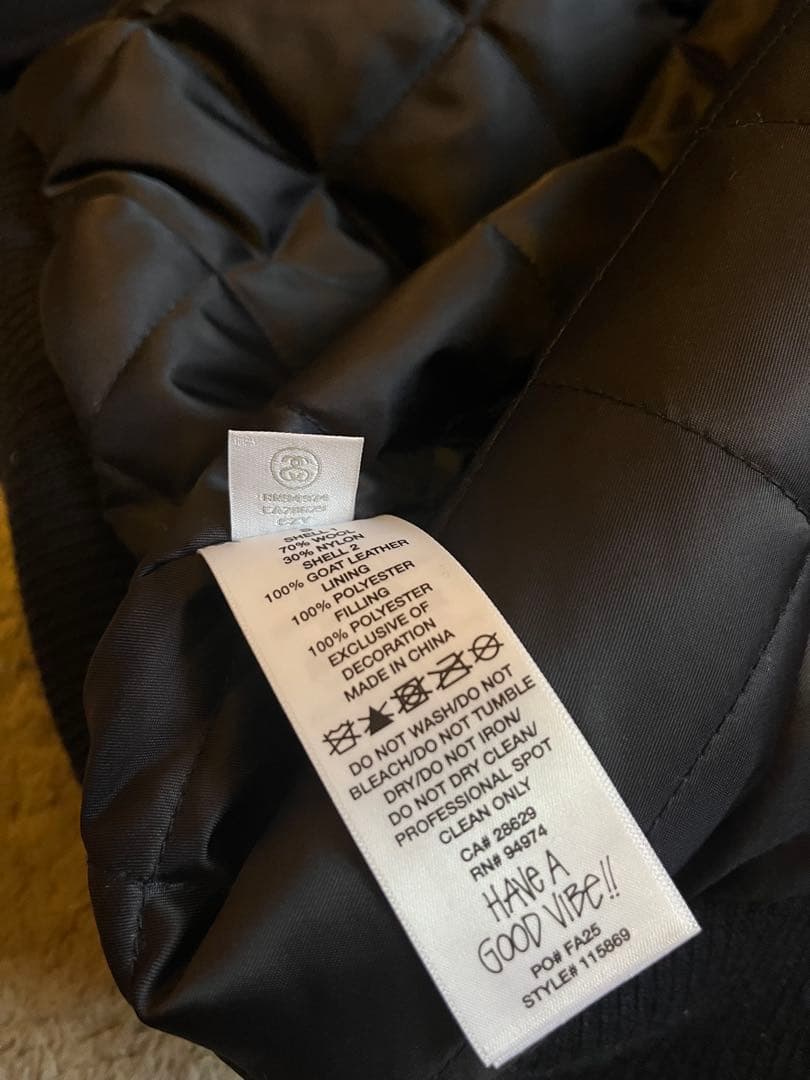 RN94974
CA28629
S
SHELL 1
70% WOOL
30% NYLON
SHELL 2
100% GOAT LEATHER
LINING
100% POLYESTER
FILLING
100% POLYESTER
EXCLUSIVE OF
DECORATION
MADE IN CHINA
DO NOT WASH/DO NOT
BLEACH/DO NOT TUMBLE
DRY/DO NOT IRON/
DO NOT DRY CLEAN/
PROFESSIONAL SPOT
CLEAN ONLY
CA# 28629
RN# 94974
HAVE A
GOOD VIBE!!
PO# FA25
STYLE# 115869